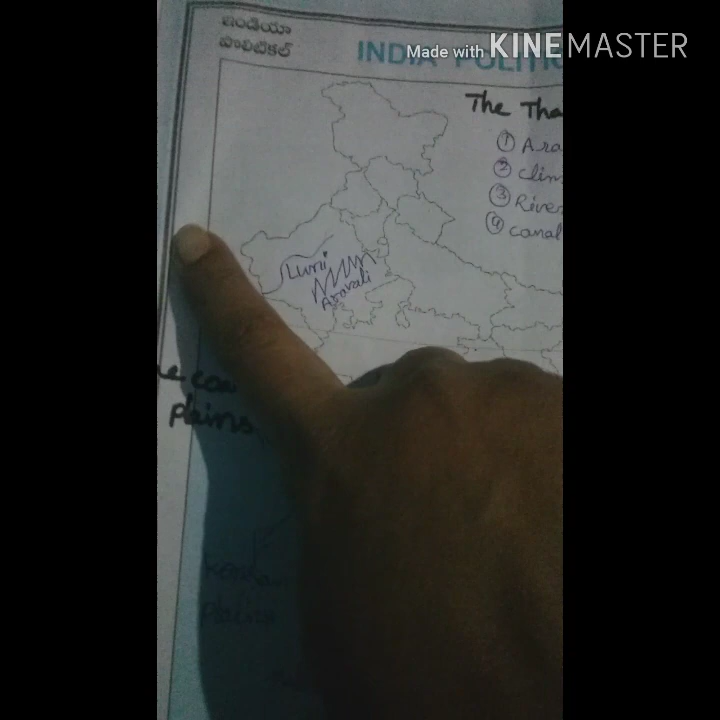 Made with KINEMASTER
ఇండియా
పొలిటికల్
INDIA POLITIC
The Tha
① Ara
② clim
③ River
④ canal
Luni
Aravali
plains